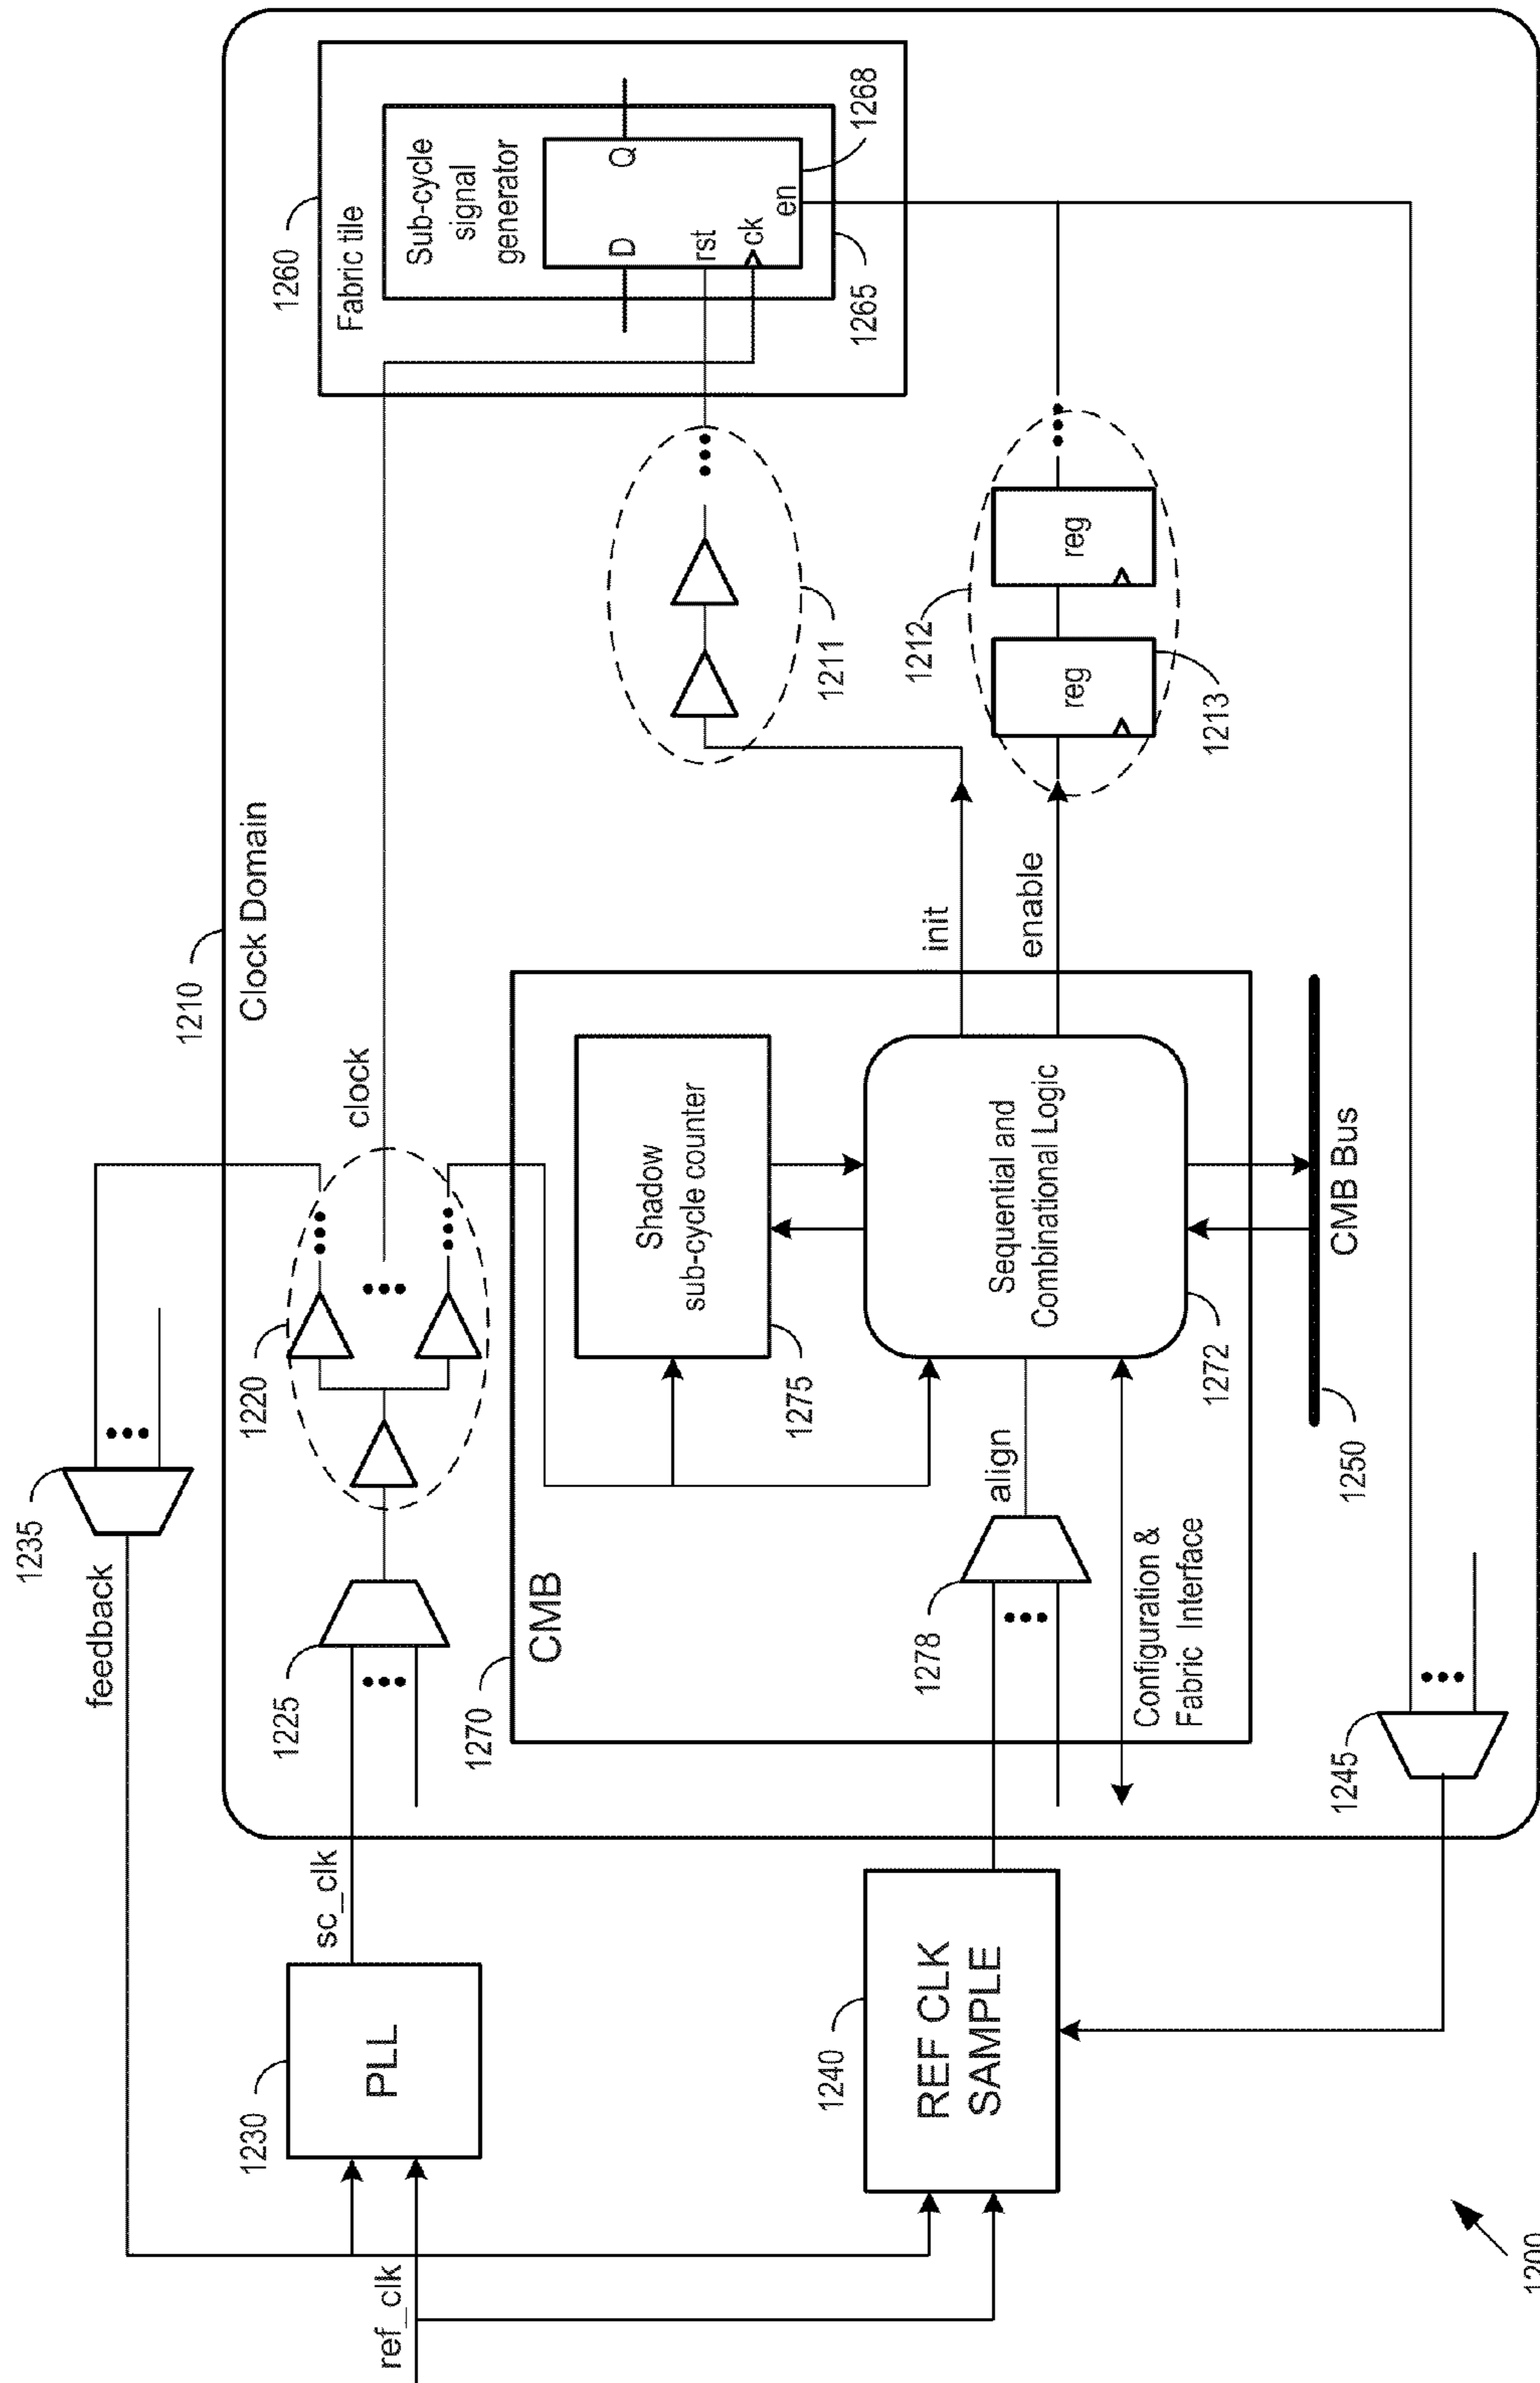 1210
Clock Domain
1260
Fabric tile
Sub-cycle
signal
generator
D
Q
rst
ck
en
1265
1268
1235
feedback
1220
clock
1225
sc_clk
PLL
1230
ref_clk
1270
CMB
Shadow
sub-cycle counter
1275
Sequential and
Combinational Logic
1272
align
1278
Configuration &
Fabric Interface
init
enable
1211
1212
reg
reg
1213
CMB Bus
1250
1245
REF CLK
SAMPLE
1240
1200